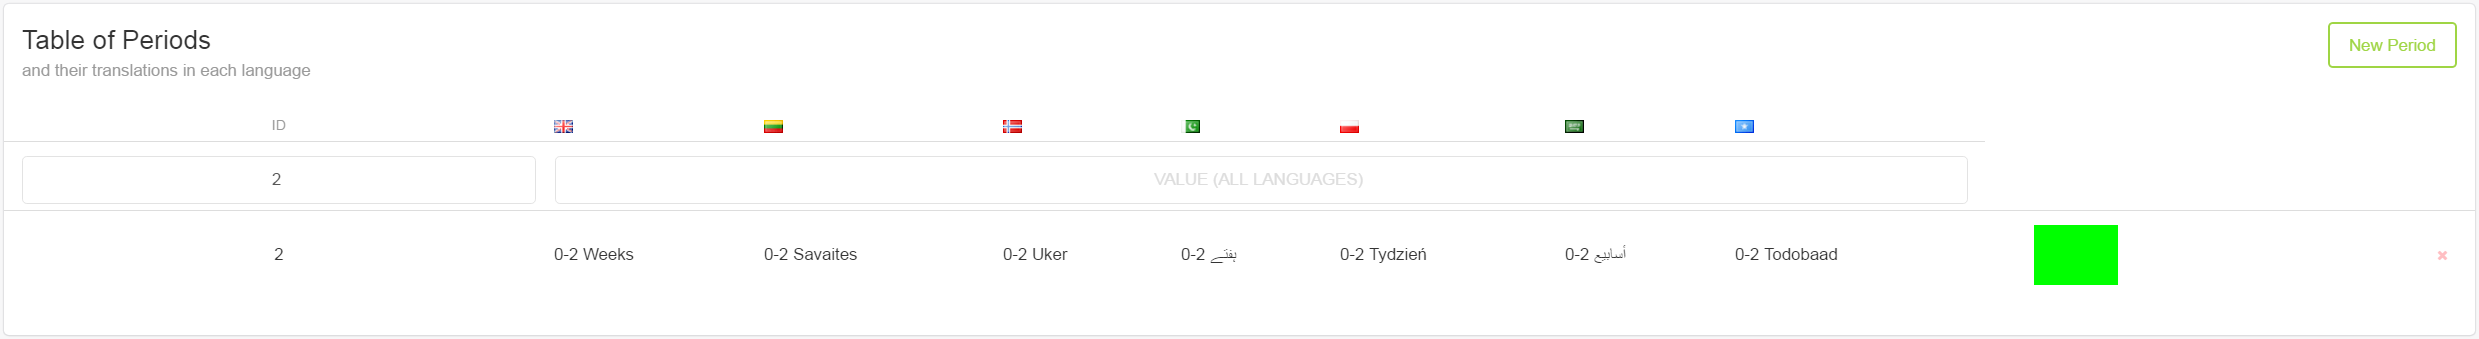 Table of Periods
New Period
and their translations in each language
ID
2 VALUE (ALL LANGUAGES)
2 0-2 Weeks 0-2 Savaites 0-2 Uker 0-2 ہفتے 0-2 Tydzień 0-2 أسابيع 0-2 Todobaad